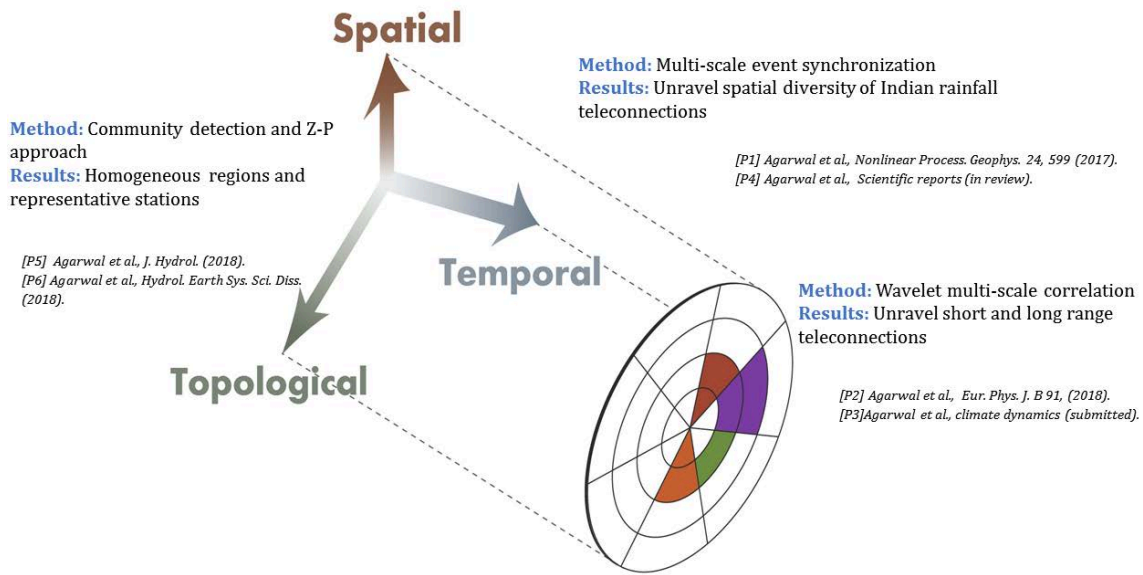 Spatial
Method: Multi-scale event synchronization
Results: Unravel spatial diversity of Indian rainfall
teleconnections
Method: Community detection and Z-P
approach
Results: Homogeneous regions and
representative stations
[P1] Agarwal et al., Nonlinear Process. Geophys. 24, 599 (2017).
[P4] Agarwal et al., Scientific reports (in review).
[P5] Agarwal et al., J. Hydrol. (2018).
[P6] Agarwal et al., Hydrol. Earth Sys. Sci. Diss.
(2018).
Temporal
Method: Wavelet multi-scale correlation
Results: Unravel short and long range
teleconnections
Topological
[P2] Agarwal et al., Eur. Phys. J. B 91, (2018).
[P3]Agarwal et al., climate dynamics (submitted).